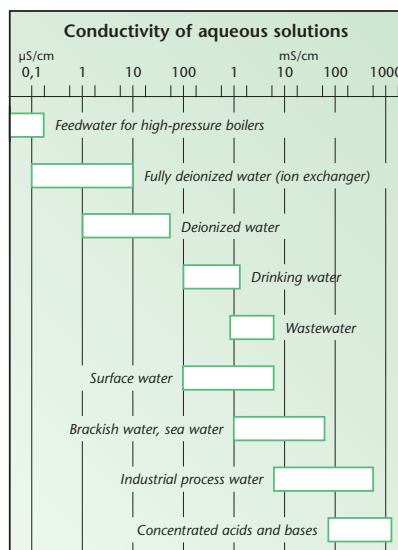 Conductivity of aqueous solutions
µS/cm mS/cm
0,1 1 10 100 1 10 100 1000
Feedwater for high-pressure boilers
Fully deionized water (ion exchanger)
Deionized water
Drinking water
Wastewater
Surface water
Brackish water, sea water
Industrial process water
Concentrated acids and bases